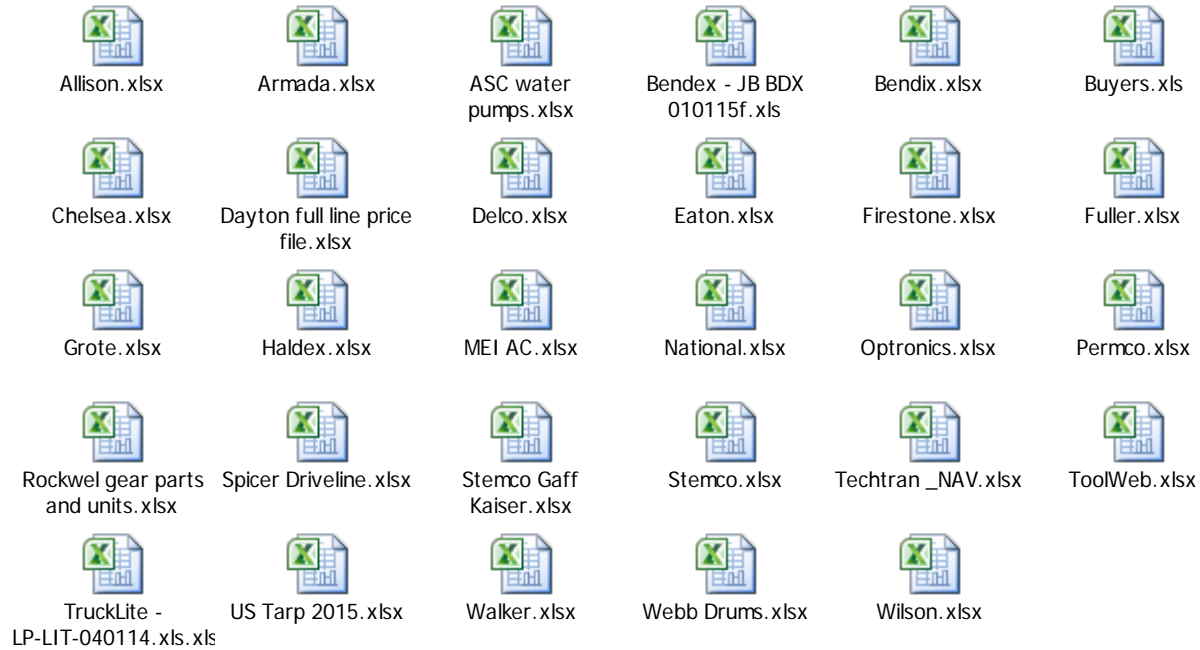 Allison.xlsx
Armada.xlsx
ASC water
pumps.xlsx
Bendex - JB BDX
010115f.xls
Bendix.xlsx
Buyers.xls
Chelsea.xlsx
Dayton full line price
file.xlsx
Delco.xlsx
Eaton.xlsx
Firestone.xlsx
Fuller.xlsx
Grote.xlsx
Haldex.xlsx
MEI AC.xlsx
National.xlsx
Optronics.xlsx
Permco.xlsx
Rockwel gear parts
and units.xlsx
Spicer Driveline.xlsx
Stemco Gaff
Kaiser.xlsx
Stemco.xlsx
Techtran _NAV.xlsx
ToolWeb.xlsx
TruckLite -
LP-LIT-040114.xls.xls
US Tarp 2015.xlsx
Walker.xlsx
Webb Drums.xlsx
Wilson.xlsx